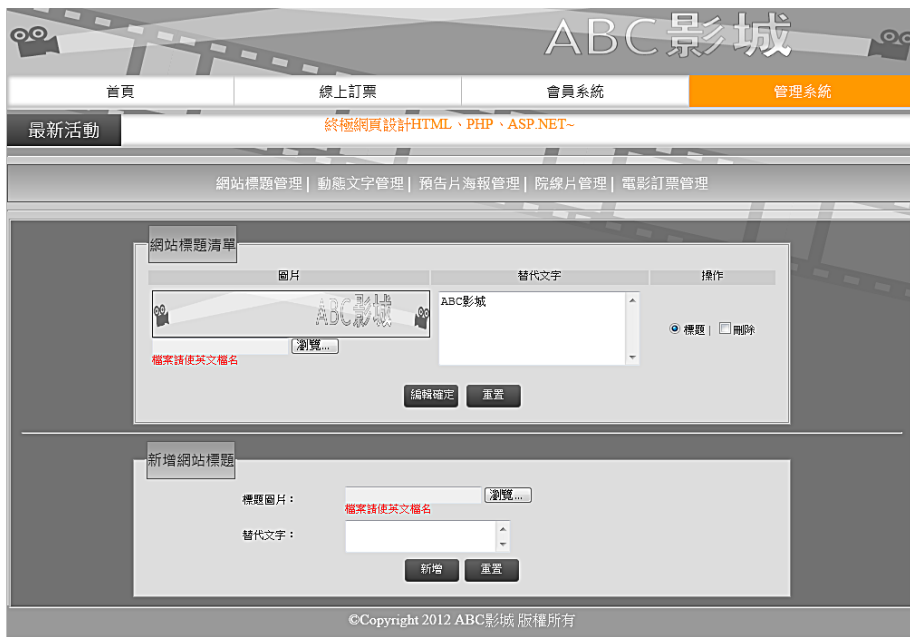 ABC影城
首頁 線上訂票 會員系統 管理系統
最新活動 終極網頁設計HTML、PHP、ASP.NET~
網站標題管理| 動態文字管理| 預告片海報管理| 院線片管理| 電影訂票管理
網站標題清單
圖片 替代文字 操作
ABC影城 ABC影城
標題 | 刪除
瀏覽...
檔案請使英文檔名
編輯確定 重置
新增網站標題
標題圖片： 瀏覽...
檔案請使英文檔名
替代文字：
新增 重置
©Copyright 2012 ABC影城 版權所有